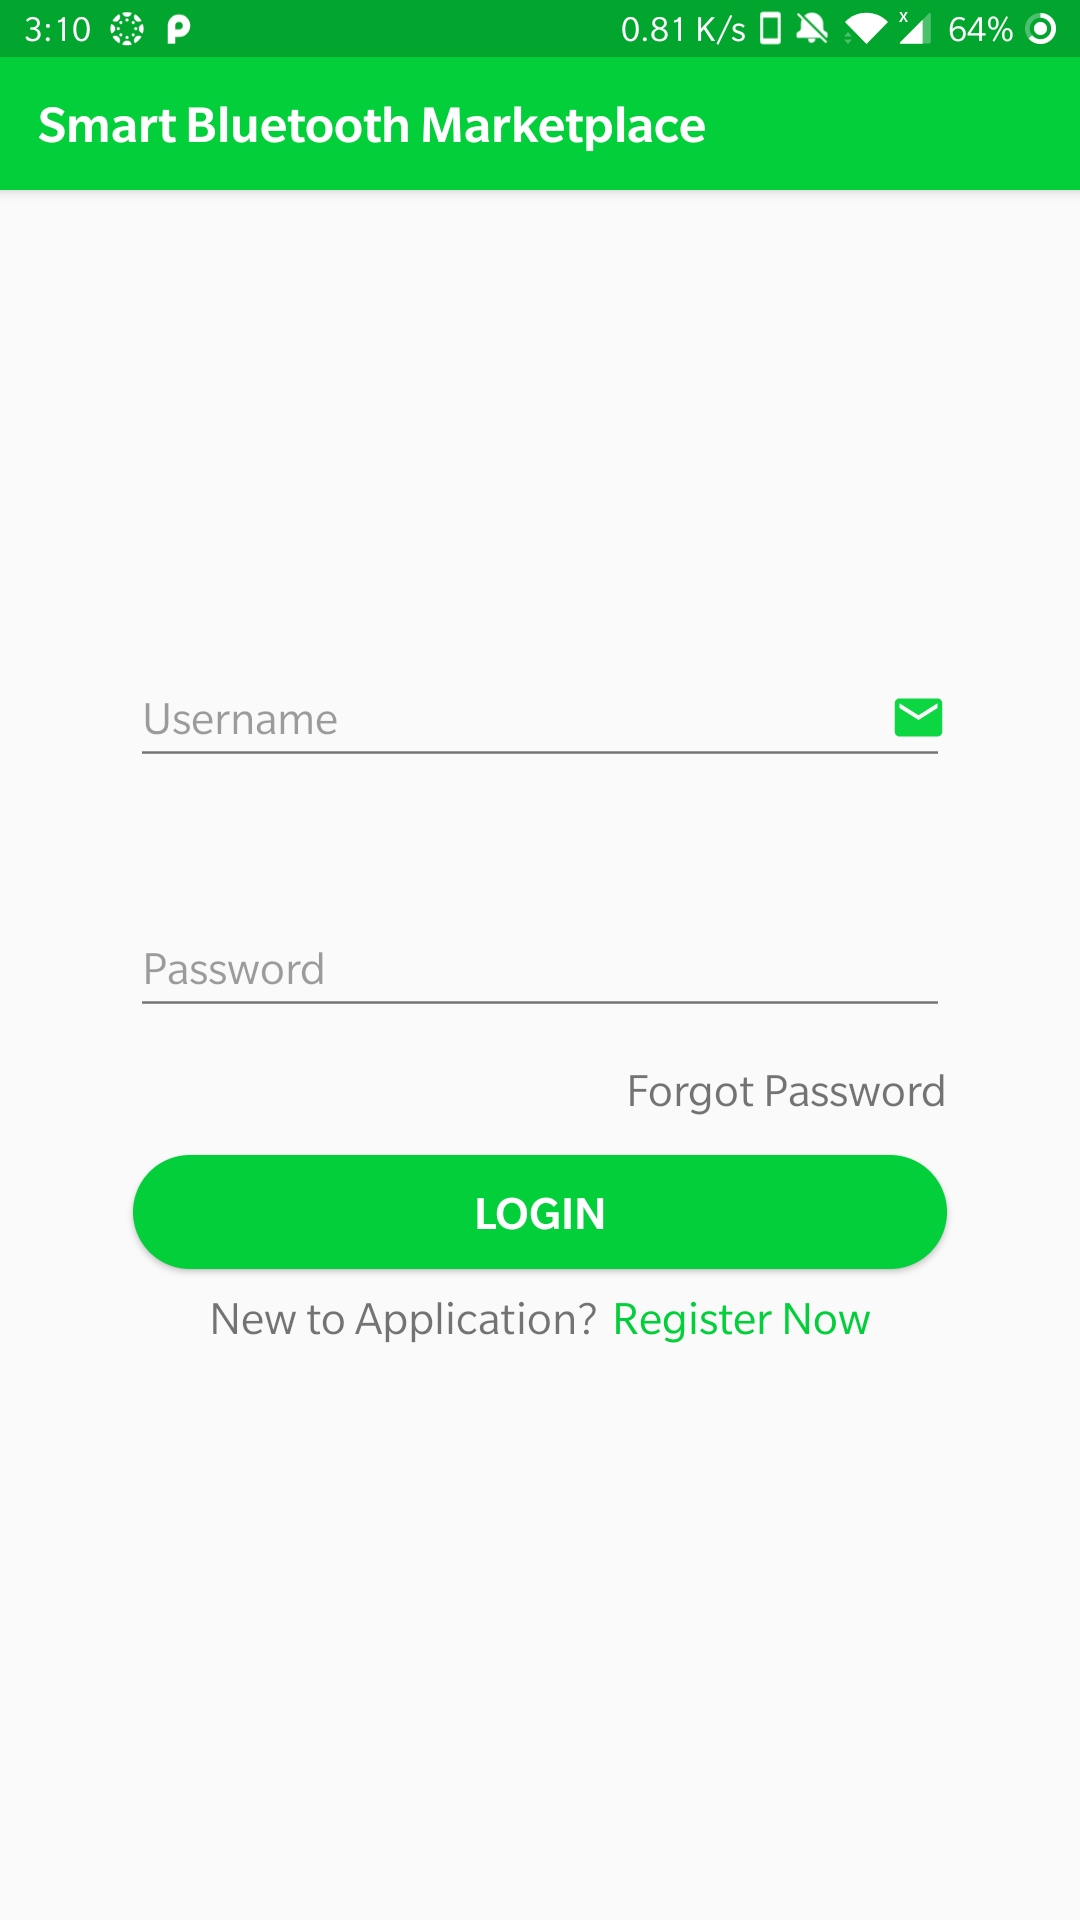 3:10 0.81 K/s x 64%
Smart Bluetooth Marketplace
Username
Password
Forgot Password
LOGIN
New to Application? Register Now